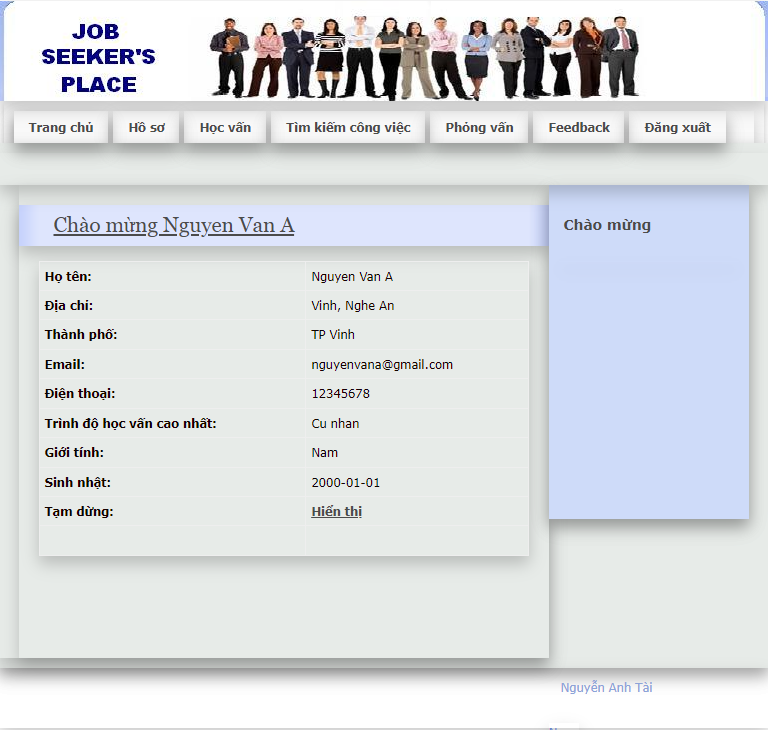 JOB
SEEKER'S
PLACE
Trang chủ Hồ sơ Học vấn Tìm kiếm công việc Phỏng vấn Feedback Đăng xuất
Chào mừng Nguyen Van A
Chào mừng
Họ tên: Nguyen Van A
Địa chỉ: Vinh, Nghe An
Thành phố: TP Vinh
Email: nguyenvana@gmail.com
Điện thoại: 12345678
Trình độ học vấn cao nhất: Cu nhan
Giới tính: Nam
Sinh nhật: 2000-01-01
Tạm dừng: Hiển thị
Nguyễn Anh Tài